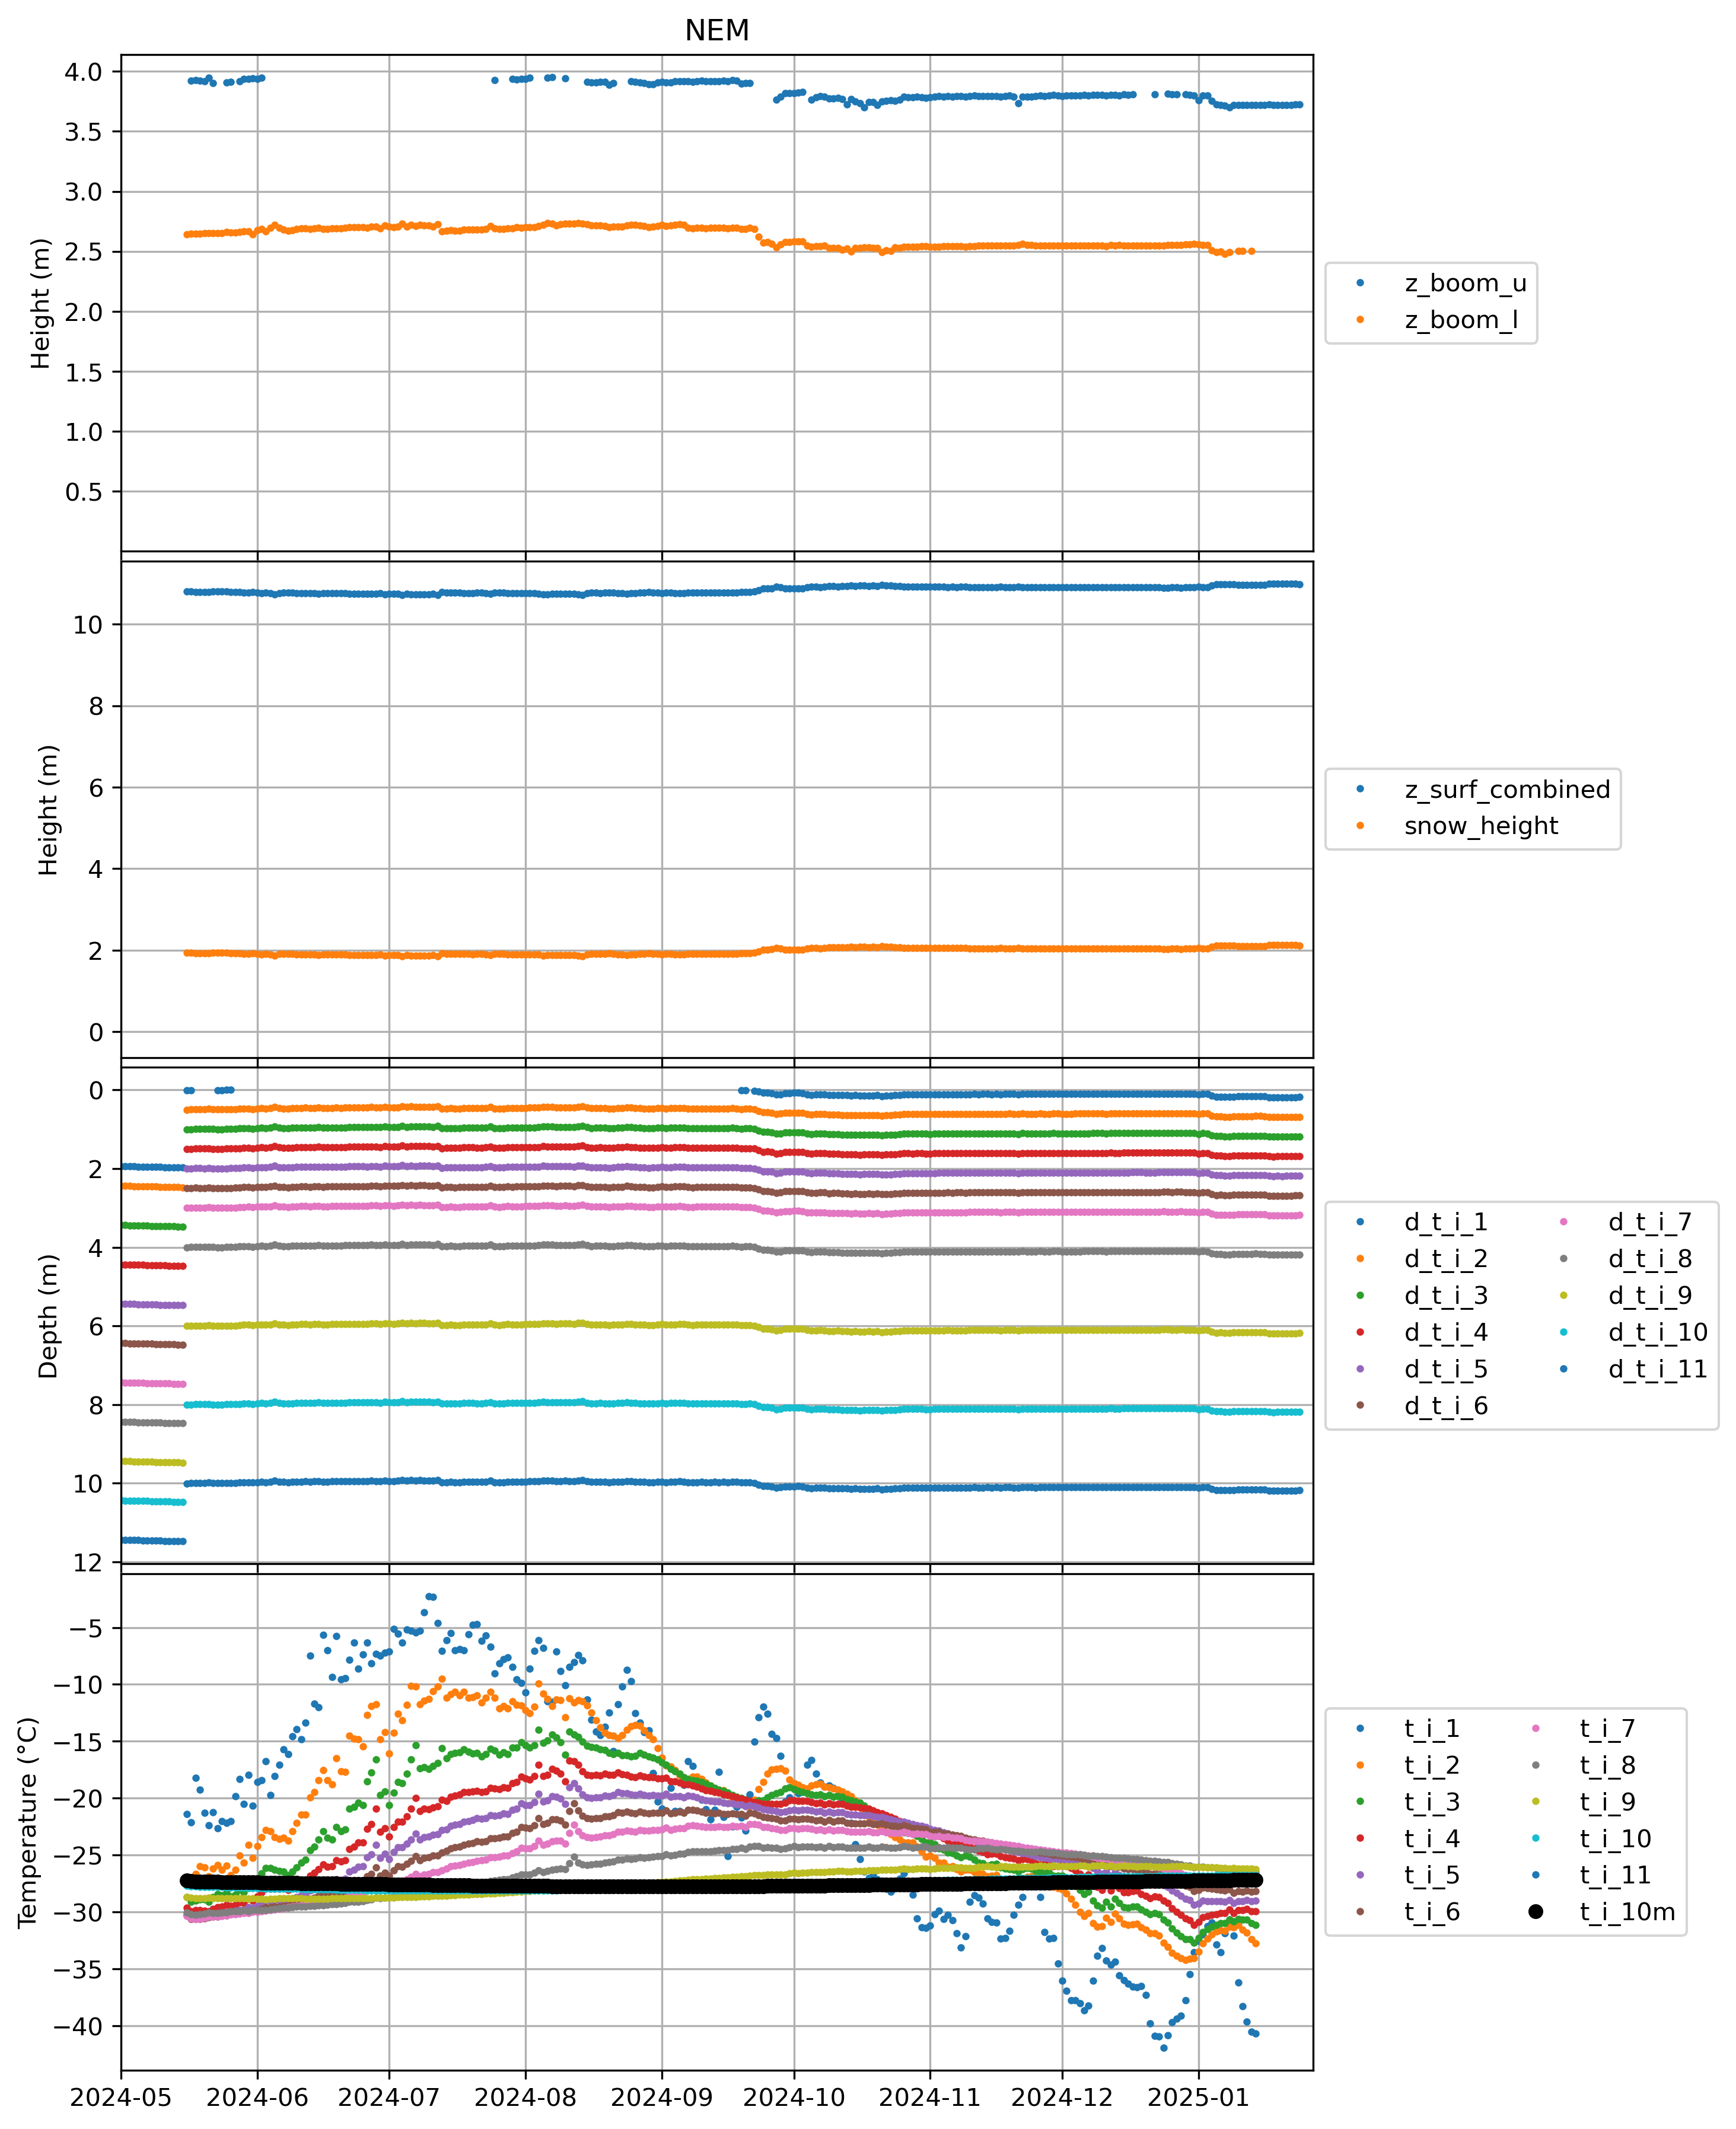 NEM
4.0
3.5
3.0
2.5
2.0
1.5
1.0
0.5
Height (m)
z_boom_u
z_boom_l
10
8
6
4
2
0
Height (m)
z_surf_combined
snow_height
0
2
4
6
8
10
12
Depth (m)
d_t_i_1
d_t_i_2
d_t_i_3
d_t_i_4
d_t_i_5
d_t_i_6
d_t_i_7
d_t_i_8
d_t_i_9
d_t_i_10
d_t_i_11
−5
−10
−15
−20
−25
−30
−35
−40
Temperature (°C)
t_i_1
t_i_2
t_i_3
t_i_4
t_i_5
t_i_6
t_i_7
t_i_8
t_i_9
t_i_10
t_i_11
t_i_10m
2024-05 2024-06 2024-07 2024-08 2024-09 2024-10 2024-11 2024-12 2025-01